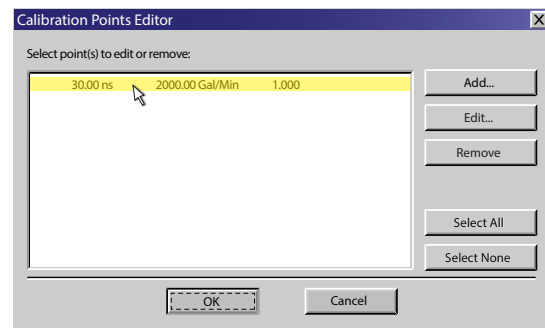 Calibration Points Editor X
Select point(s) to edit or remove:
30.00 ns 2000.00 Gal/Min 1.000
Add...
Edit...
Remove
Select All
Select None
OK Cancel